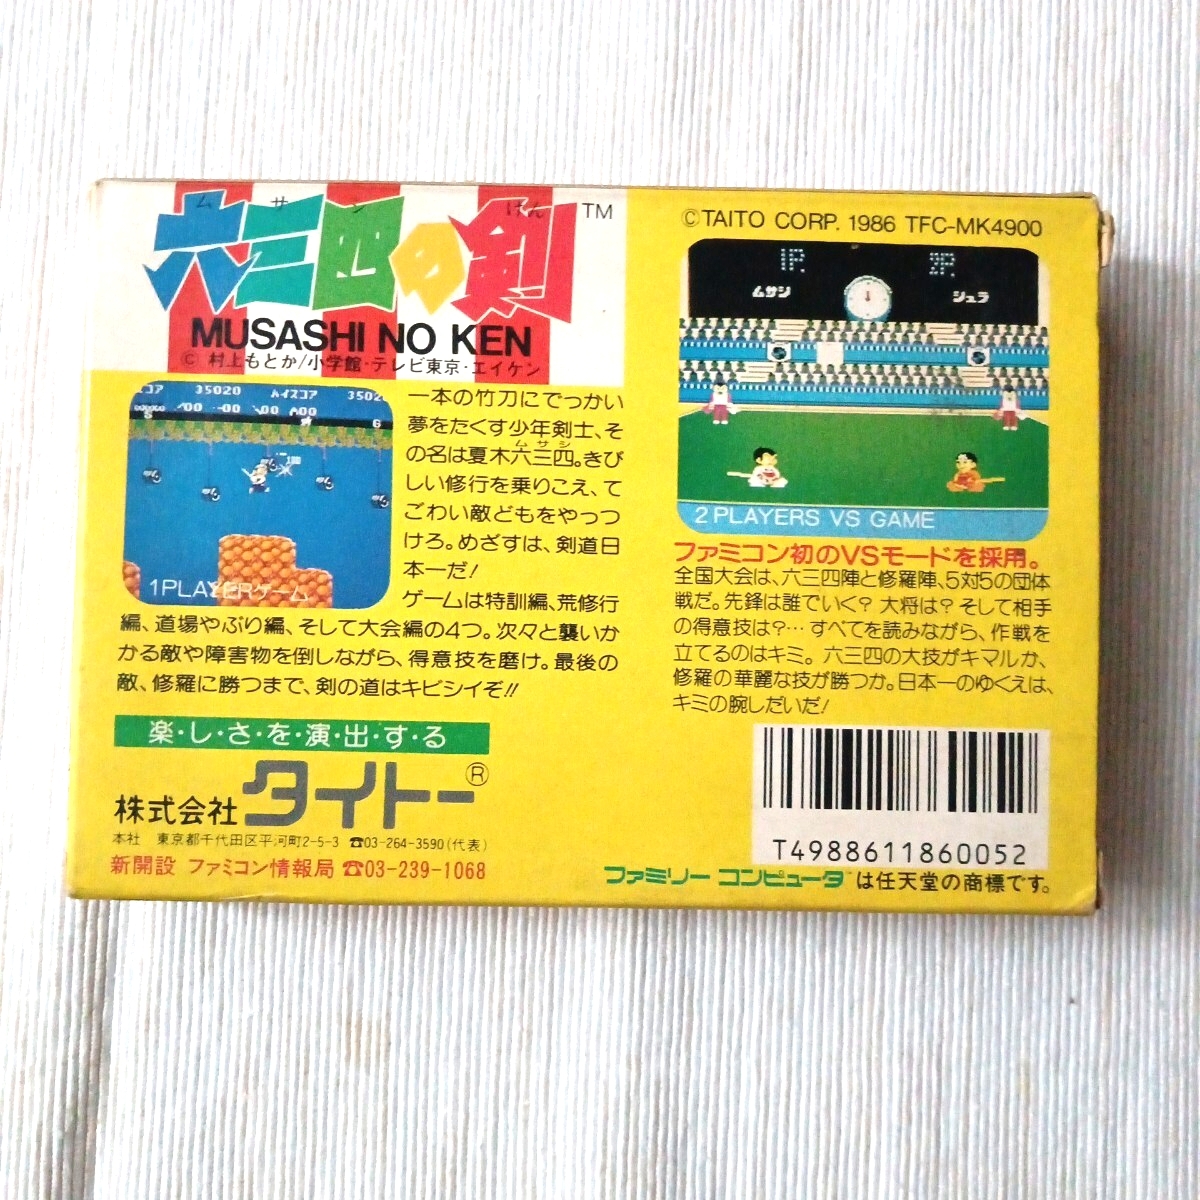 ムサシ けん
六三四の剣 TM
MUSASHI NO KEN
© 村上もとか/小学館・テレビ東京・エイケン
コア 35020 ハイスコア 3502
1PLAYERゲーム
一本の竹刀にでっかい
夢をたくす少年剣士、そ
ムサシ
の名は夏木六三四。きび
しい修行を乗りこえ、て
ごわい敵どもをやっつ
けろ。めざすは、剣道日
本一だ!
ゲームは特訓編、荒修行
編、道場やぶり編、そして大会編の4つ。次々と襲いか
かる敵や障害物を倒しながら、得意技を磨け。最後の
敵、修羅に勝つまで、剣の道はキビシイぞ!!
楽・し・さ・を・演・出・す・る
株式会社タイトー®
本社 東京都千代田区平河町2-5-3 ☎03-264-3590(代表)
新開設 ファミコン情報局 ☎03-239-1068
©TAITO CORP. 1986 TFC-MK4900
1P 2P
ムサシ シュラ
2 PLAYERS VS GAME
ファミコン初のVSモードを採用。
全国大会は、六三四陣と修羅陣、5対5の団体
戦だ。先鋒は誰でいく? 大将は? そして相手
の得意技は?… すべてを読みながら、作戦を
立てるのはキミ。六三四の大技がキマルか、
修羅の華麗な技が勝つか。日本一のゆくえは、
キミの腕しだいだ!
T4988611860052
ファミリーコンピュータ™は任天堂の商標です。